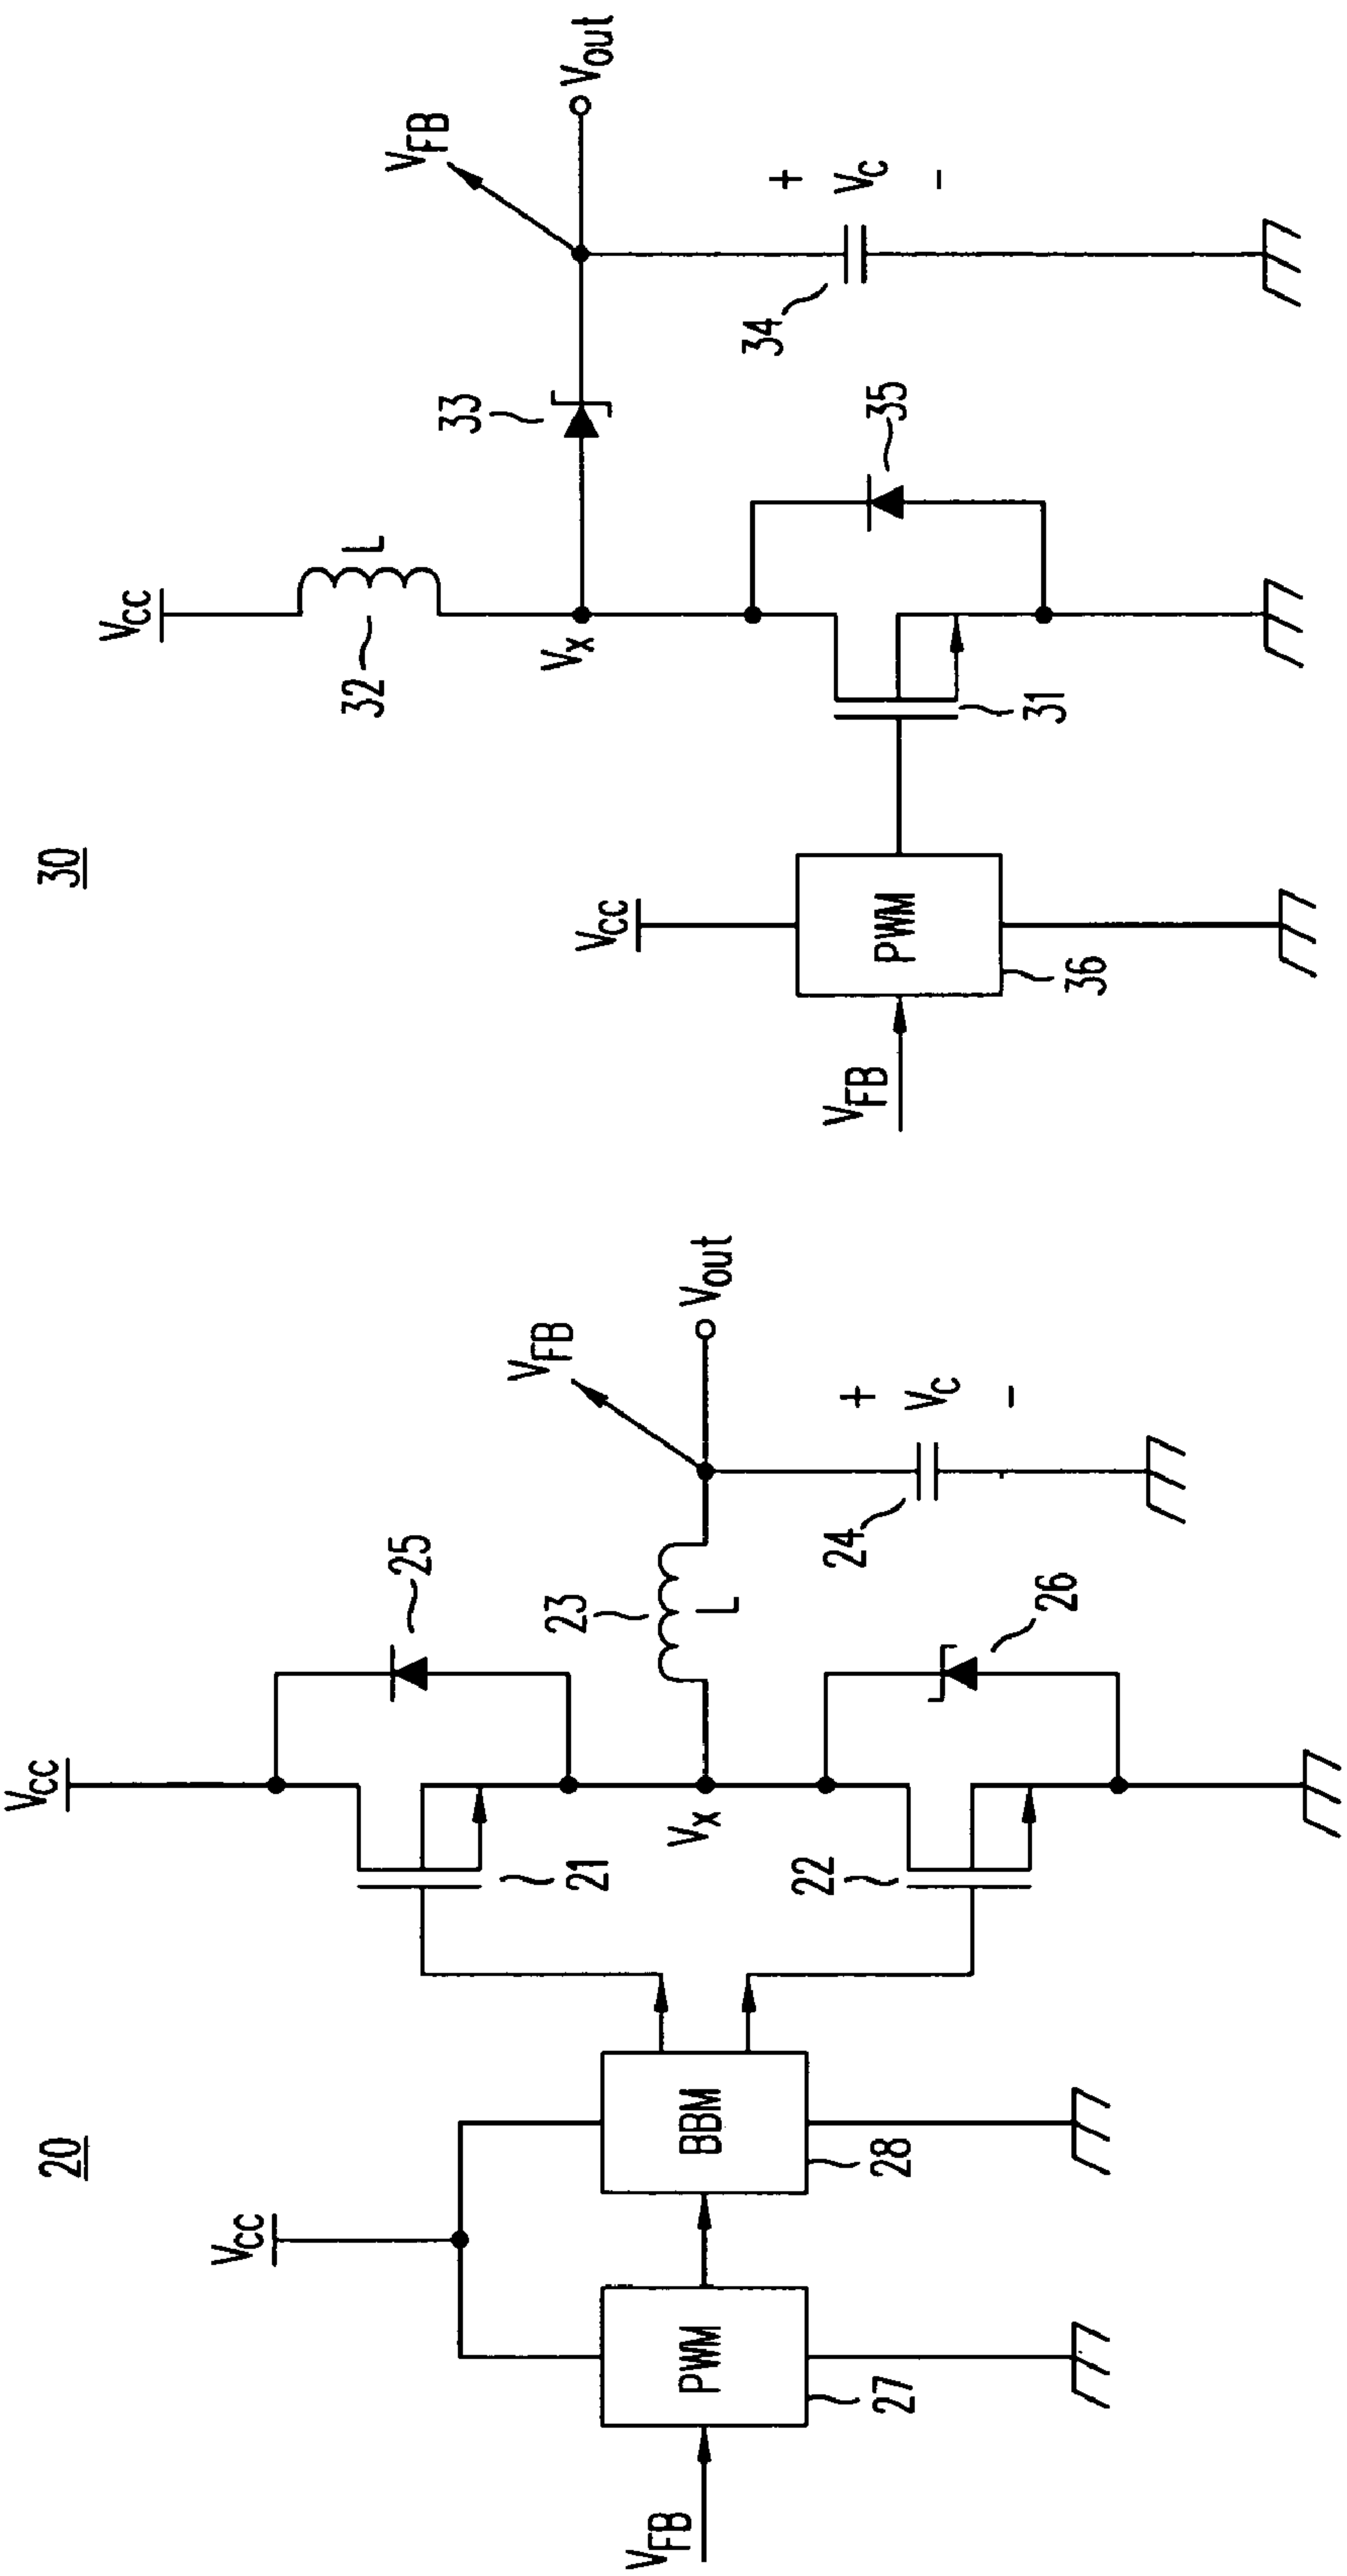 20
VCC
VCC
25
VFB
21
23
L
Vout
VX
VFB
PWM
BBM
27
28
22
26
24
+
VC
-
30
VCC
32
L
VFB
33
Vout
VX
VCC
VFB
PWM
36
31
35
34
+
VC
-